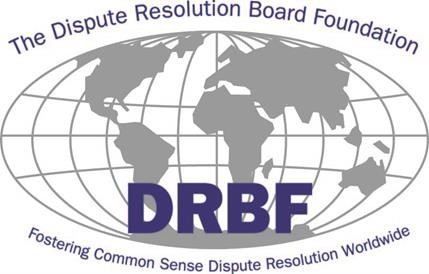 The Dispute Resolution Board Foundation
DRBF
Fostering Common Sense Dispute Resolution Worldwide